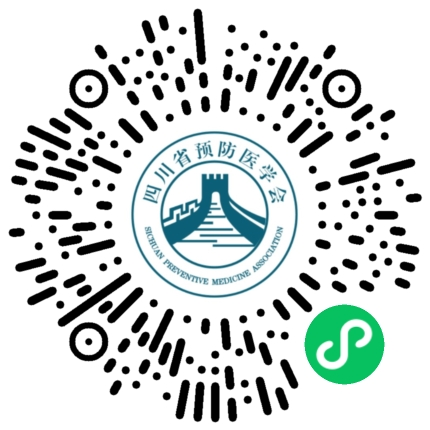 四川省预防医学会
SICHUAN PREVENTIVE MEDICINE ASSOCIATION